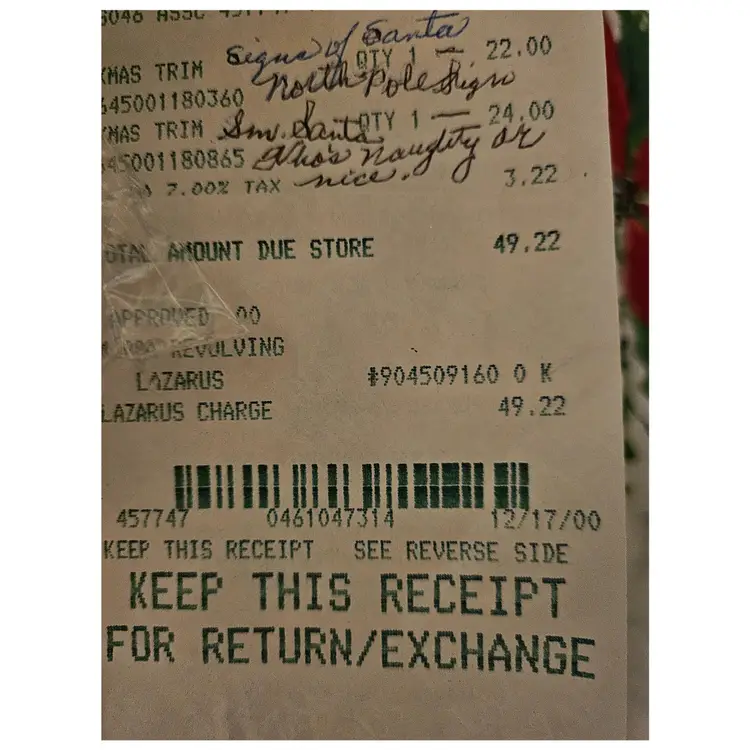 Signs of Santa
XMAS TRIM QTY 1 — 22.00
645001180360 North Pole Sign
XMAS TRIM Sm. Santa QTY 1 — 24.00
645001180865 Who's naughty or
7.00% TAX nice. 3.22
TOTAL AMOUNT DUE STORE 49.22
APPROVED 00
REVOLVING
LAZARUS #904509160 0 K
LAZARUS CHARGE 49.22
457747 0461047314 12/17/00
KEEP THIS RECEIPT SEE REVERSE SIDE
KEEP THIS RECEIPT
FOR RETURN/EXCHANGE